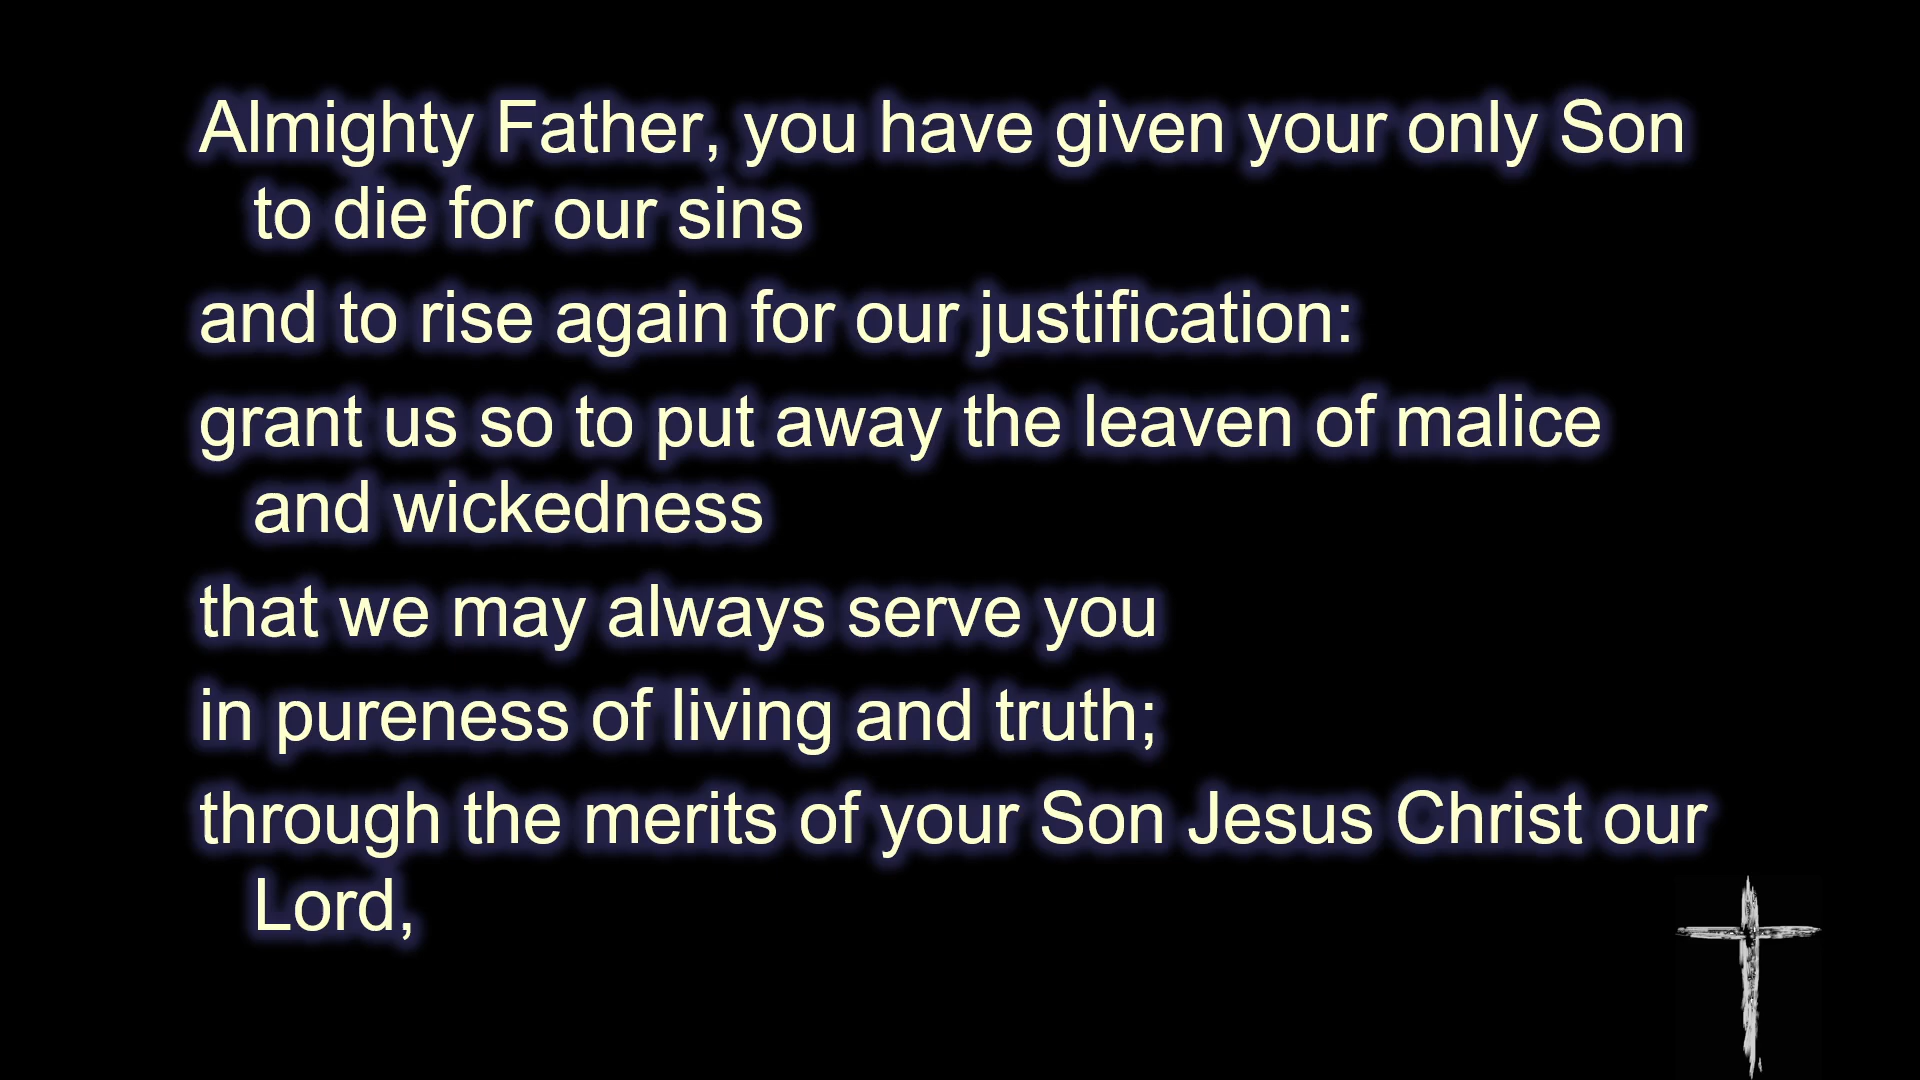 Almighty Father, you have given your only Son
to die for our sins
and to rise again for our justification:
grant us so to put away the leaven of malice
and wickedness
that we may always serve you
in pureness of living and truth;
through the merits of your Son Jesus Christ our
Lord,